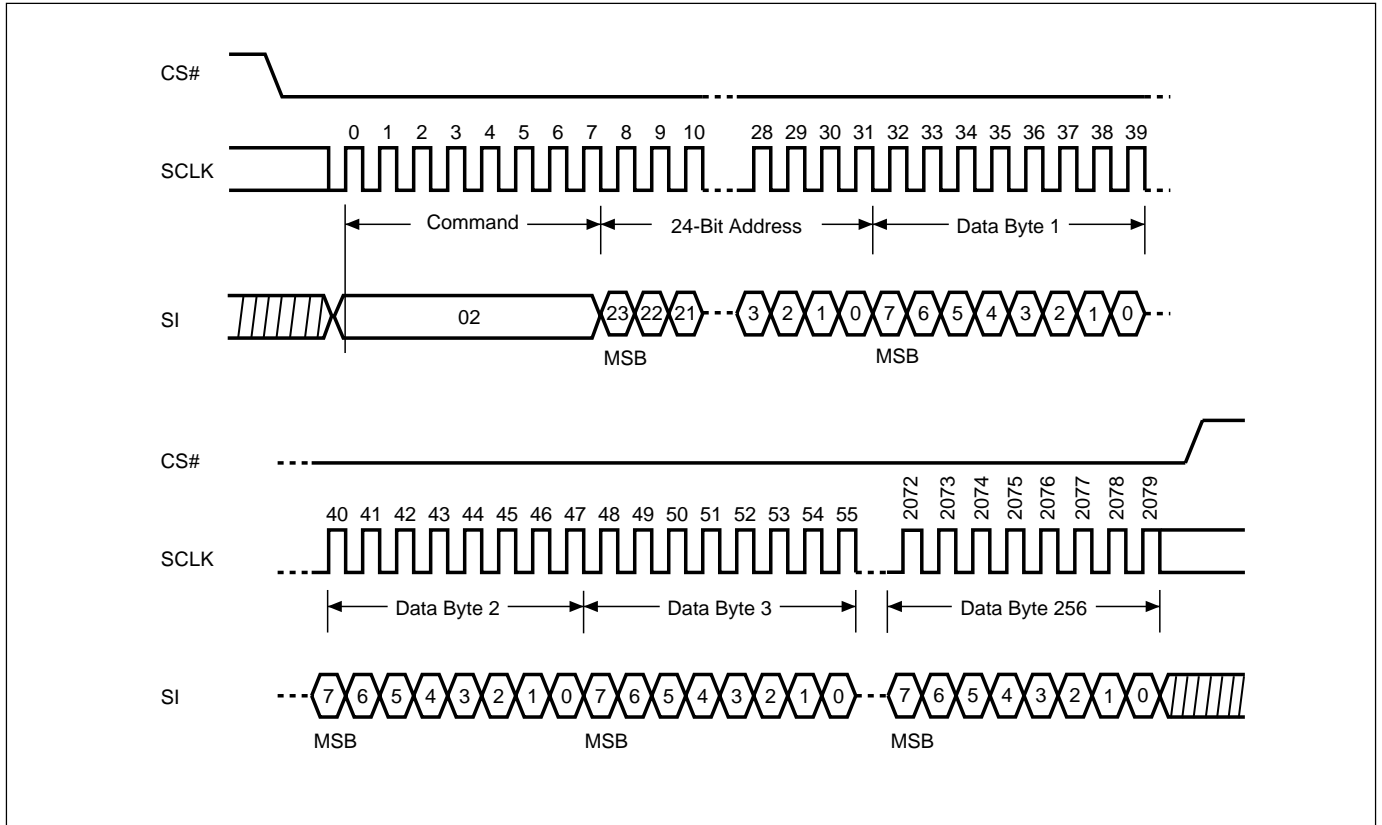 CS#
0 1 2 3 4 5 6 7 8 9 10 28 29 30 31 32 33 34 35 36 37 38 39
SCLK
Command 24-Bit Address Data Byte 1
SI 02 23 22 21 3 2 1 0 7 6 5 4 3 2 1 0
MSB MSB
CS#
40 41 42 43 44 45 46 47 48 49 50 51 52 53 54 55 2072 2073 2074 2075 2076 2077 2078 2079
SCLK
Data Byte 2 Data Byte 3 Data Byte 256
SI 7 6 5 4 3 2 1 0 7 6 5 4 3 2 1 0 7 6 5 4 3 2 1 0
MSB MSB MSB